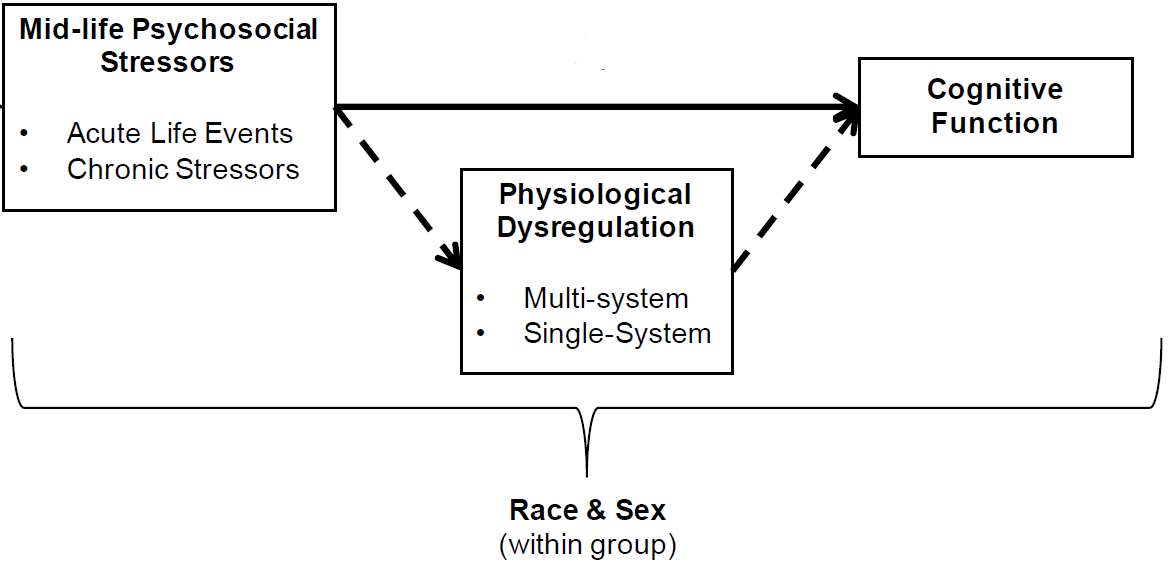 Mid-life Psychosocial
Stressors
• Acute Life Events
• Chronic Stressors
Cognitive
Function
Physiological
Dysregulation
• Multi-system
• Single-System
Race & Sex
(within group)